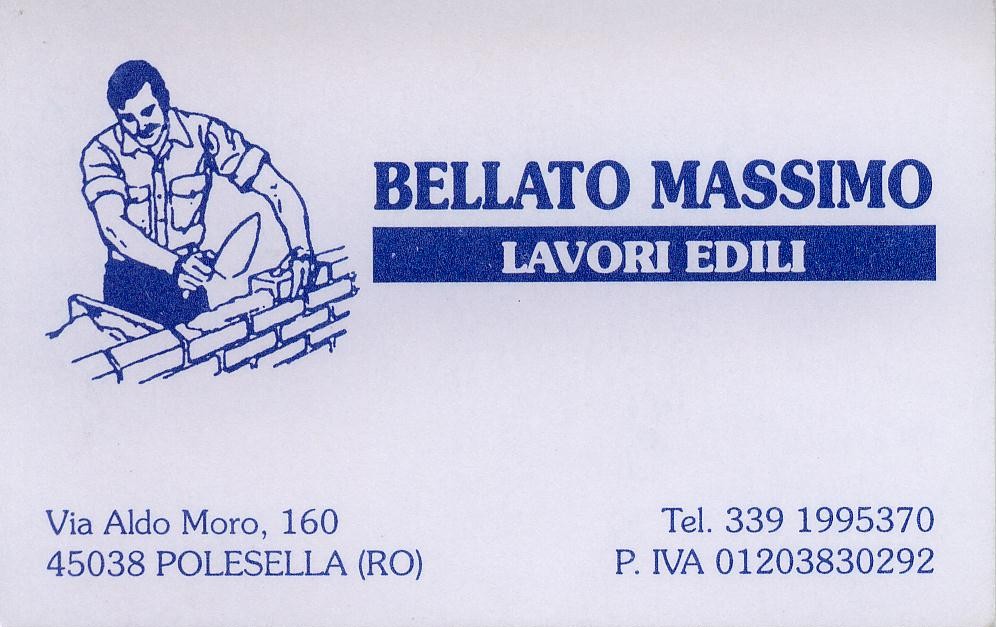 BELLATO MASSIMO
LAVORI EDILI
Via Aldo Moro, 160
45038 POLESELLA (RO)
Tel. 339 1995370
P. IVA 01203830292